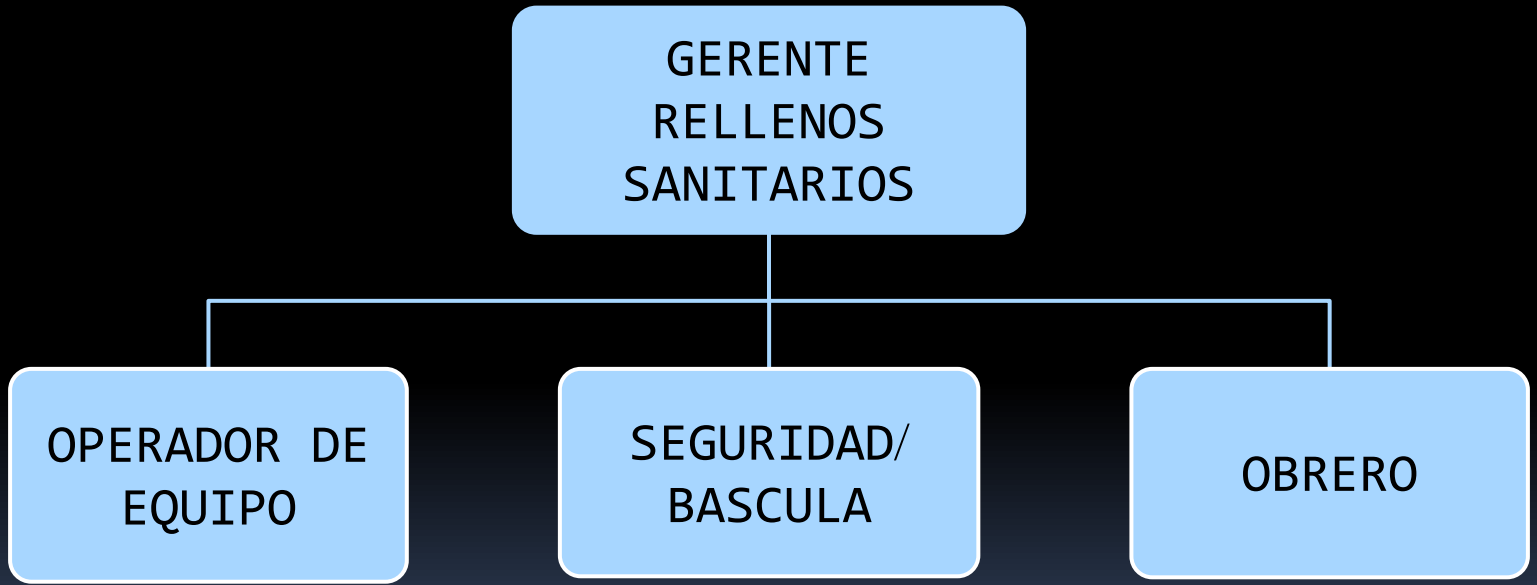 GERENTE
RELLENOS
SANITARIOS
OPERADOR DE
EQUIPO
SEGURIDAD/
BASCULA
OBRERO